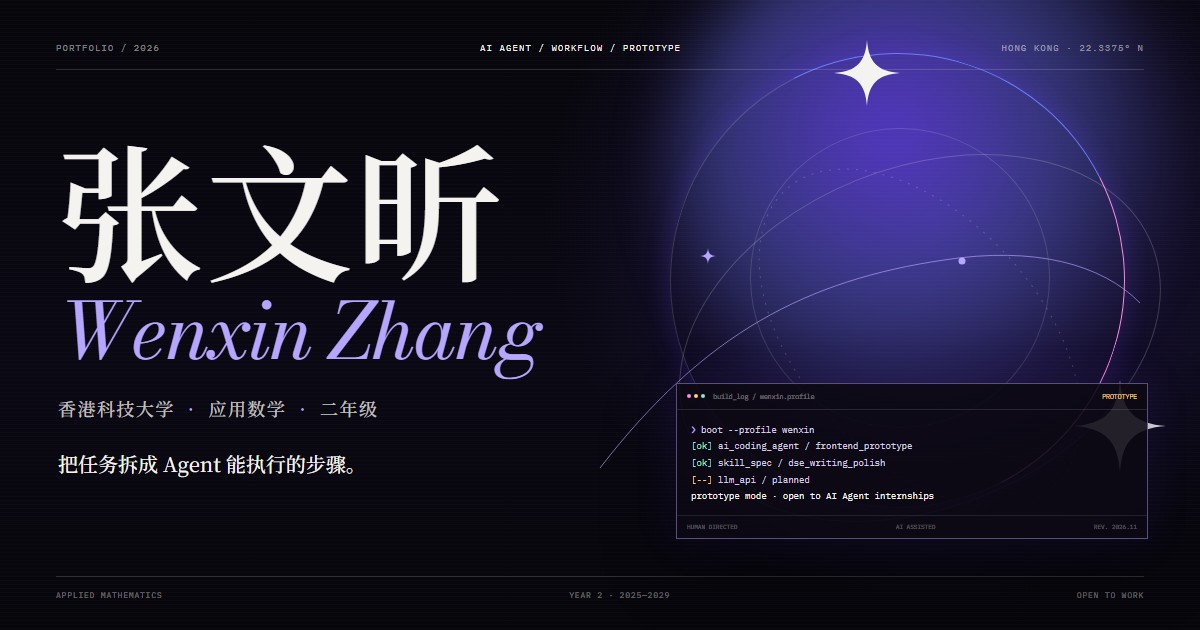 PORTFOLIO / 2026
AI AGENT / WORKFLOW / PROTOTYPE
HONG KONG · 22.3375° N
张文昕
Wenxin Zhang
香港科技大学 · 应用数学 · 二年级
把任务拆成 Agent 能执行的步骤。
build_log / wenxin.profile
PROTOTYPE
❯ boot --profile wenxin
[ok] ai_coding_agent / frontend_prototype
[ok] skill_spec / dse_writing_polish
[--] llm_api / planned
prototype mode · open to AI Agent internships
HUMAN DIRECTED
AI ASSISTED
REV. 2026.11
APPLIED MATHEMATICS
YEAR 2 · 2025—2029
OPEN TO WORK